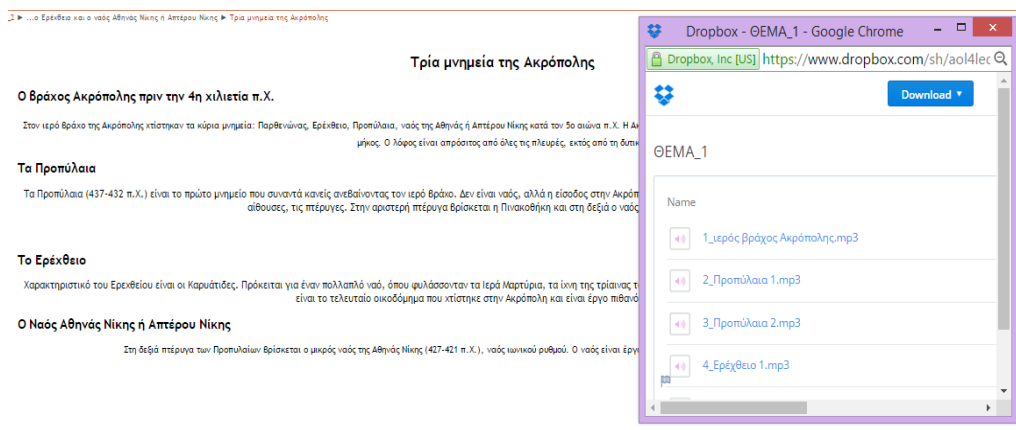 _2 ► ...ο Ερέχθειο και ο ναός Αθηνάς Νίκης ή Απτέρου Νίκης ► Τρία μνημεία της Ακρόπολης
Τρία μνημεία της Ακρόπολης
Ο βράχος Ακρόπολης πριν την 4η χιλιετία π.Χ.
Στον ιερό βράχο της Ακρόπολης χτίστηκαν τα κύρια μνημεία: Παρθενώνας, Ερέχθειο, Προπύλαια, ναός της Αθηνάς ή Απτέρου Νίκης κατά τον 5ο αιώνα π.Χ. Η Ακ
μήκος. Ο λόφος είναι απρόσιτος από όλες τις πλευρές, εκτός από τη δυτικ
Τα Προπύλαια
Τα Προπύλαια (437-432 π.Χ.) είναι το πρώτο μνημείο που συναντά κανείς ανεβαίνοντας τον ιερό βράχο. Δεν είναι ναός, αλλά η είσοδος στην Ακρόπ
αίθουσες, τις πτέρυγες. Στην αριστερή πτέρυγα βρίσκεται η Πινακοθήκη και στη δεξιά ο ναός
Το Ερέχθειο
Χαρακτηριστικό του Ερεχθείου είναι οι Καρυάτιδες. Πρόκειται για έναν πολλαπλό ναό, όπου φυλάσσονταν τα Ιερά Μαρτύρια, τα ίχνη της τρίαινας τ
είναι το τελευταίο οικοδόμημα που χτίστηκε στην Ακρόπολη και είναι έργο πιθανό
Ο Ναός Αθηνάς Νίκης ή Απτέρου Νίκης
Στη δεξιά πτέρυγα των Προπυλαίων βρίσκεται ο μικρός ναός της Αθηνάς Νίκης (427-421 π.Χ.), ναός ιωνικού ρυθμού. Ο ναός είναι έργ
Dropbox - ΘΕΜΑ_1 - Google Chrome
Dropbox, Inc [US] https://www.dropbox.com/sh/aol4lec
Download
ΘΕΜΑ_1
Name
1_ιερός βράχος Ακρόπολης.mp3
2_Προπύλαια 1.mp3
3_Προπύλαια 2.mp3
4_Ερέχθειο 1.mp3